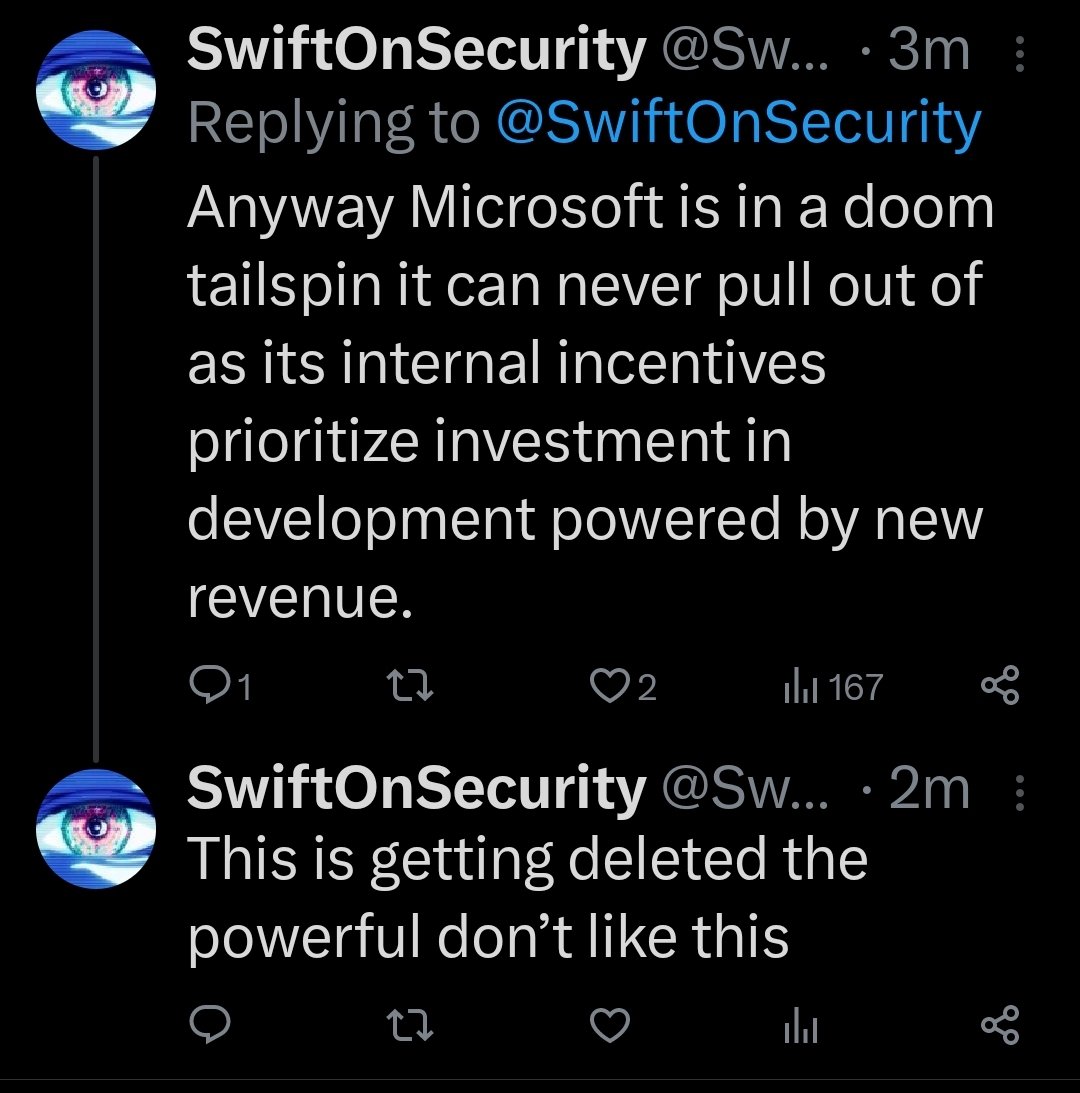 SwiftOnSecurity @Sw... · 3m
Replying to @SwiftOnSecurity
Anyway Microsoft is in a doom
tailspin it can never pull out of
as its internal incentives
prioritize investment in
development powered by new
revenue.
1 2 167
SwiftOnSecurity @Sw... · 2m
This is getting deleted the
powerful don’t like this